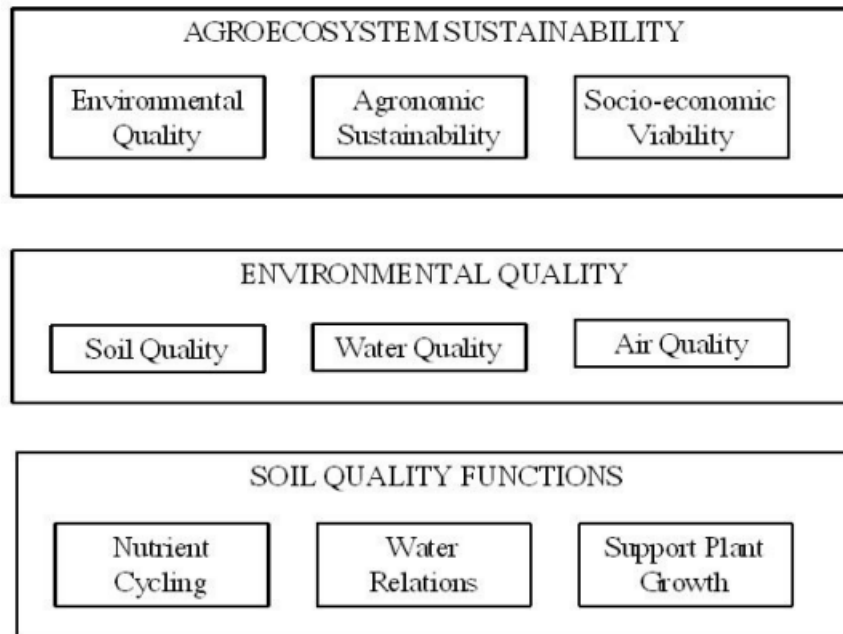 AGROECOSYSTEM SUSTAINABILITY
Environmental Quality
Agronomic Sustainability
Socio-economic Viability
ENVIRONMENTAL QUALITY
Soil Quality
Water Quality
Air Quality
SOIL QUALITY FUNCTIONS
Nutrient Cycling
Water Relations
Support Plant Growth